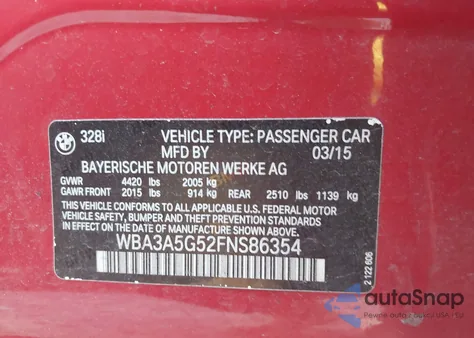 328i VEHICLE TYPE: PASSENGER CAR
MFD BY 03/15
BAYERISCHE MOTOREN WERKE AG
GVWR 4420 lbs 2005 kg
GAWR FRONT 2015 lbs 914 kg REAR 2510 lbs 1139 kg
THIS VEHICLE CONFORMS TO ALL APPLICABLE
U.S. FEDERAL MOTOR VEHICLE SAFETY,
BUMPER, AND THEFT PREVENTION STANDARDS
IN EFFECT ON THE DATE OF
MANUFACTURE SHOWN ABOVE.
WBA3A5G52FNS86354
2 122 606
autoSnap